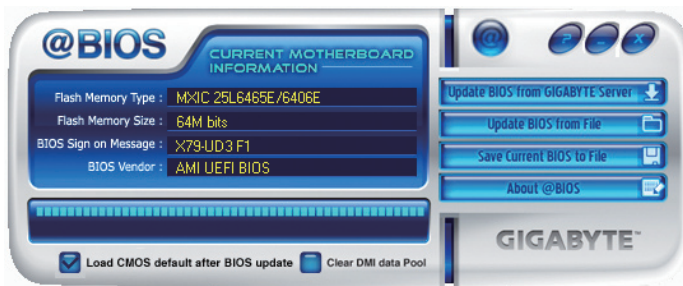 @BIOS
CURRENT MOTHERBOARD
INFORMATION
Flash Memory Type : MXIC 25L6465E/6406E
Flash Memory Size : 64M bits
BIOS Sign on Message : X79-UD3 F1
BIOS Vendor : AMI UEFI BIOS
Load CMOS default after BIOS update
Clear DMI data Pool
@
? _ X
Update BIOS from GIGABYTE Server
Update BIOS from File
Save Current BIOS to File
About @BIOS
GIGABYTE™